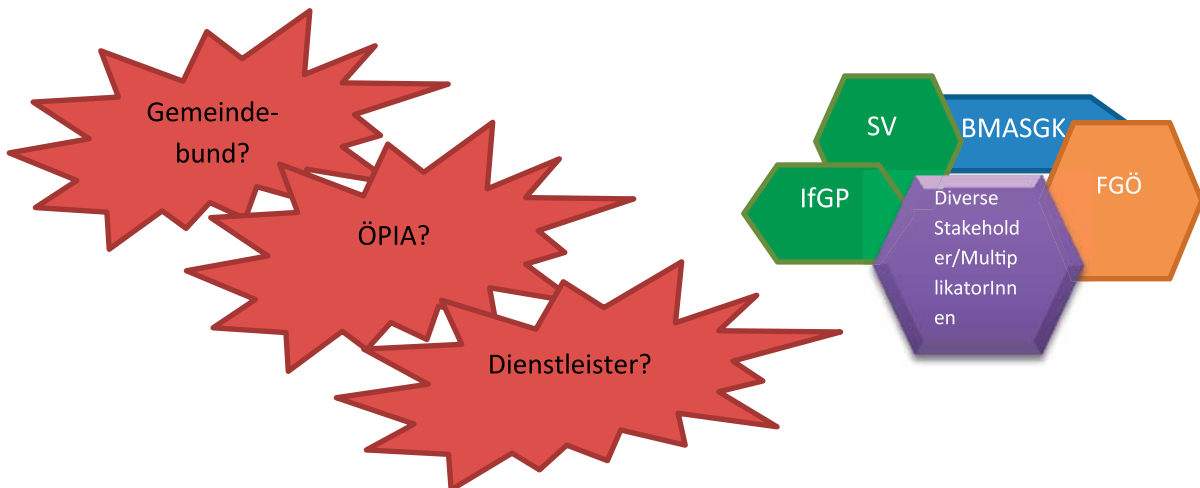 Gemeinde-
bund?
ÖPIA?
Dienstleister?
SV
BMASGK
IfGP
FGÖ
Diverse
Stakehold
er/Multip
likatorInn
en